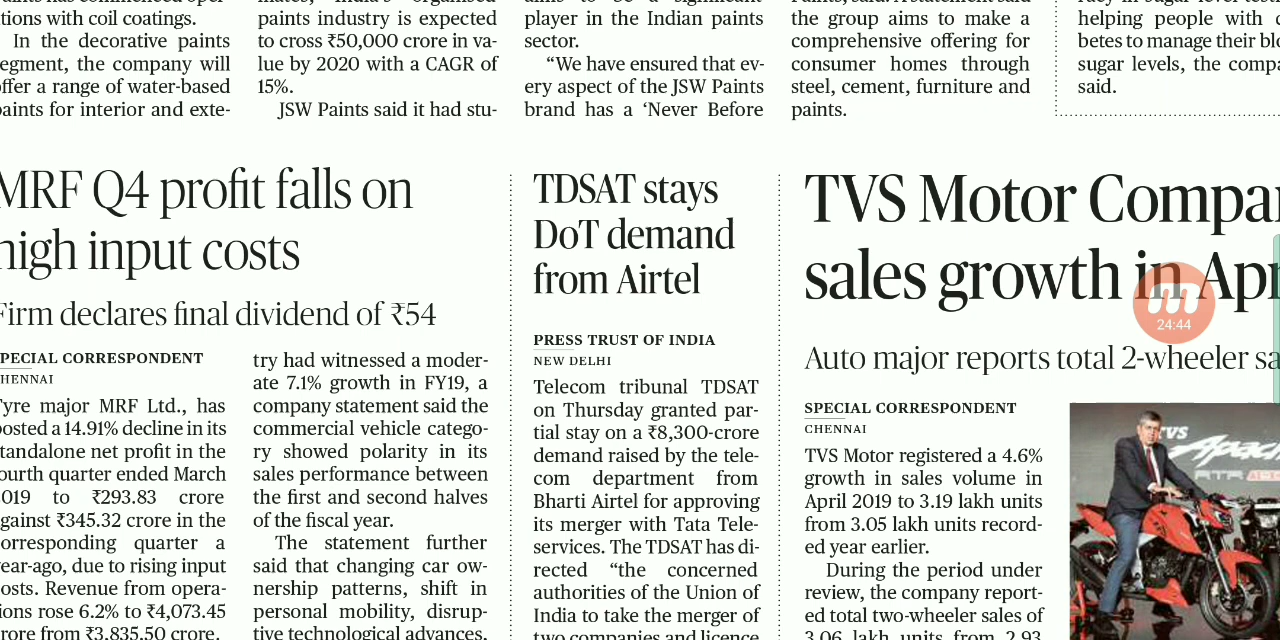 tions with coil coatings.
In the decorative paints
egment, the company will
offer a range of water-based
paints for interior and exte-
paints industry is expected
to cross ₹50,000 crore in va-
lue by 2020 with a CAGR of
15%.
JSW Paints said it had stu-
player in the Indian paints
sector.
“We have ensured that ev-
ery aspect of the JSW Paints
brand has a ‘Never Before
the group aims to make a
comprehensive offering for
consumer homes through
steel, cement, furniture and
paints.
helping people with
betes to manage their blo
sugar levels, the compa
said.
MRF Q4 profit falls on
high input costs
Firm declares final dividend of ₹54
SPECIAL CORRESPONDENT
HENNAI
Tyre major MRF Ltd., has
posted a 14.91% decline in its
standalone net profit in the
fourth quarter ended March
2019 to ₹293.83 crore
against ₹345.32 crore in the
corresponding quarter a
year-ago, due to rising input
costs. Revenue from opera-
tions rose 6.2% to ₹4,073.45
crore from ₹3,835.50 crore.
try had witnessed a moder-
ate 7.1% growth in FY19, a
company statement said the
commercial vehicle catego-
ry showed polarity in its
sales performance between
the first and second halves
of the fiscal year.
The statement further
said that changing car ow-
nership patterns, shift in
personal mobility, disrup-
tive technological advances,
TDSAT stays
DoT demand
from Airtel
PRESS TRUST OF INDIA
NEW DELHI
Telecom tribunal TDSAT
on Thursday granted par-
tial stay on a ₹8,300-crore
demand raised by the tele-
com department from
Bharti Airtel for approving
its merger with Tata Tele-
services. The TDSAT has di-
rected “the concerned
authorities of the Union of
India to take the merger of
two companies and licence
TVS Motor Compa
sales growth in Apr
Auto major reports total 2-wheeler sa
SPECIAL CORRESPONDENT
CHENNAI
TVS Motor registered a 4.6%
growth in sales volume in
April 2019 to 3.19 lakh units
from 3.05 lakh units record-
ed year earlier.
During the period under
review, the company report-
ed total two-wheeler sales of
3.06 lakh units from 2.93
24:44
TVS
Apache